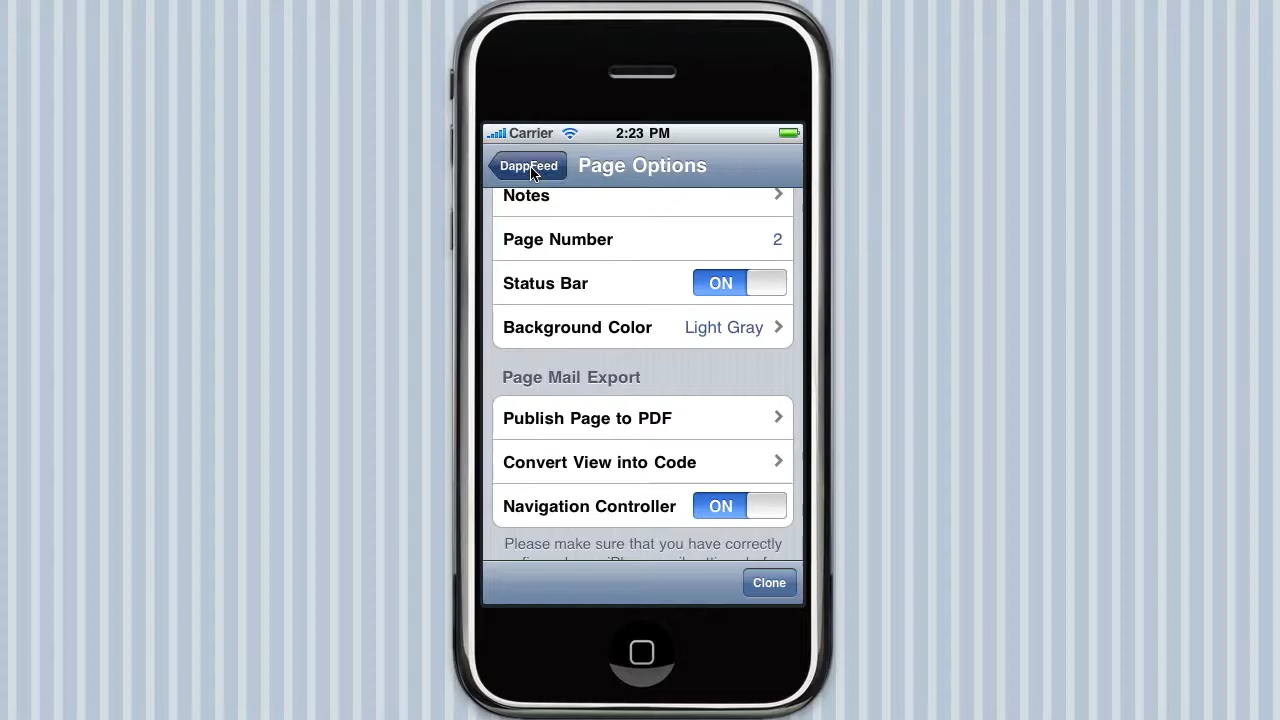 Carrier 2:23 PM
DappFeed Page Options
Notes
Page Number 2
Status Bar ON
Background Color Light Gray
Page Mail Export
Publish Page to PDF
Convert View into Code
Navigation Controller ON
Please make sure that you have correctly
Clone